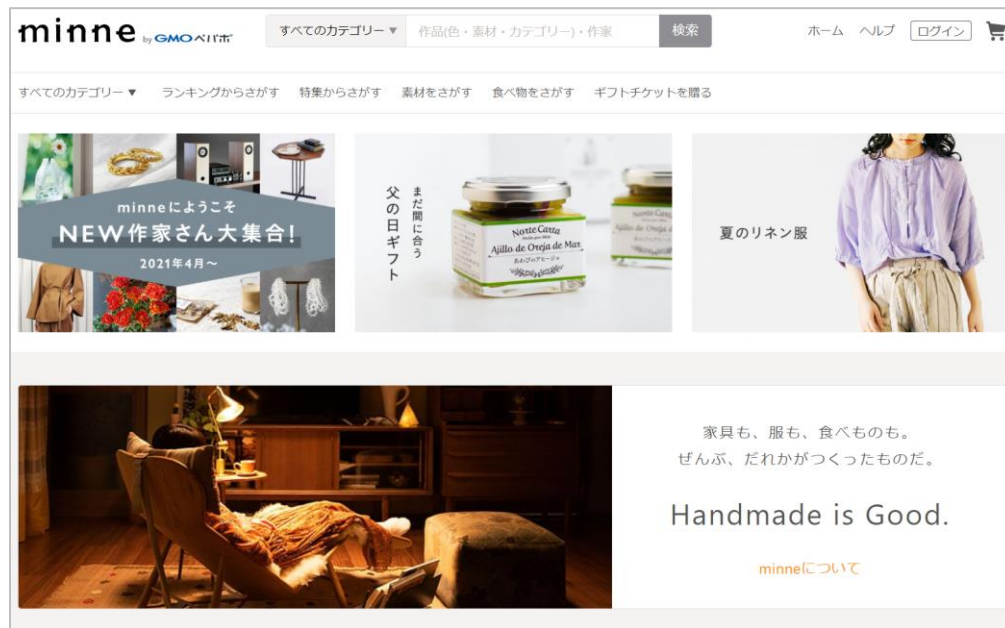 minne by GMOペパボ
すべてのカテゴリー ▼
作品(色・素材・カテゴリー)・作家
検索
ホーム
ヘルプ
ログイン
すべてのカテゴリー ▼
ランキングからさがす
特集からさがす
素材をさがす
食べ物をさがす
ギフトチケットを贈る
minneにようこそ
NEW作家さん大集合!
2021年4月~
まだ間に合う
父の日ギフト
Norte Carta
Ajillo de Oreja de Mar
あわびのアヒージョ
夏のリネン服
家具も、服も、食べものも。
ぜんぶ、だれかがつくったものだ。
Handmade is Good.
minneについて